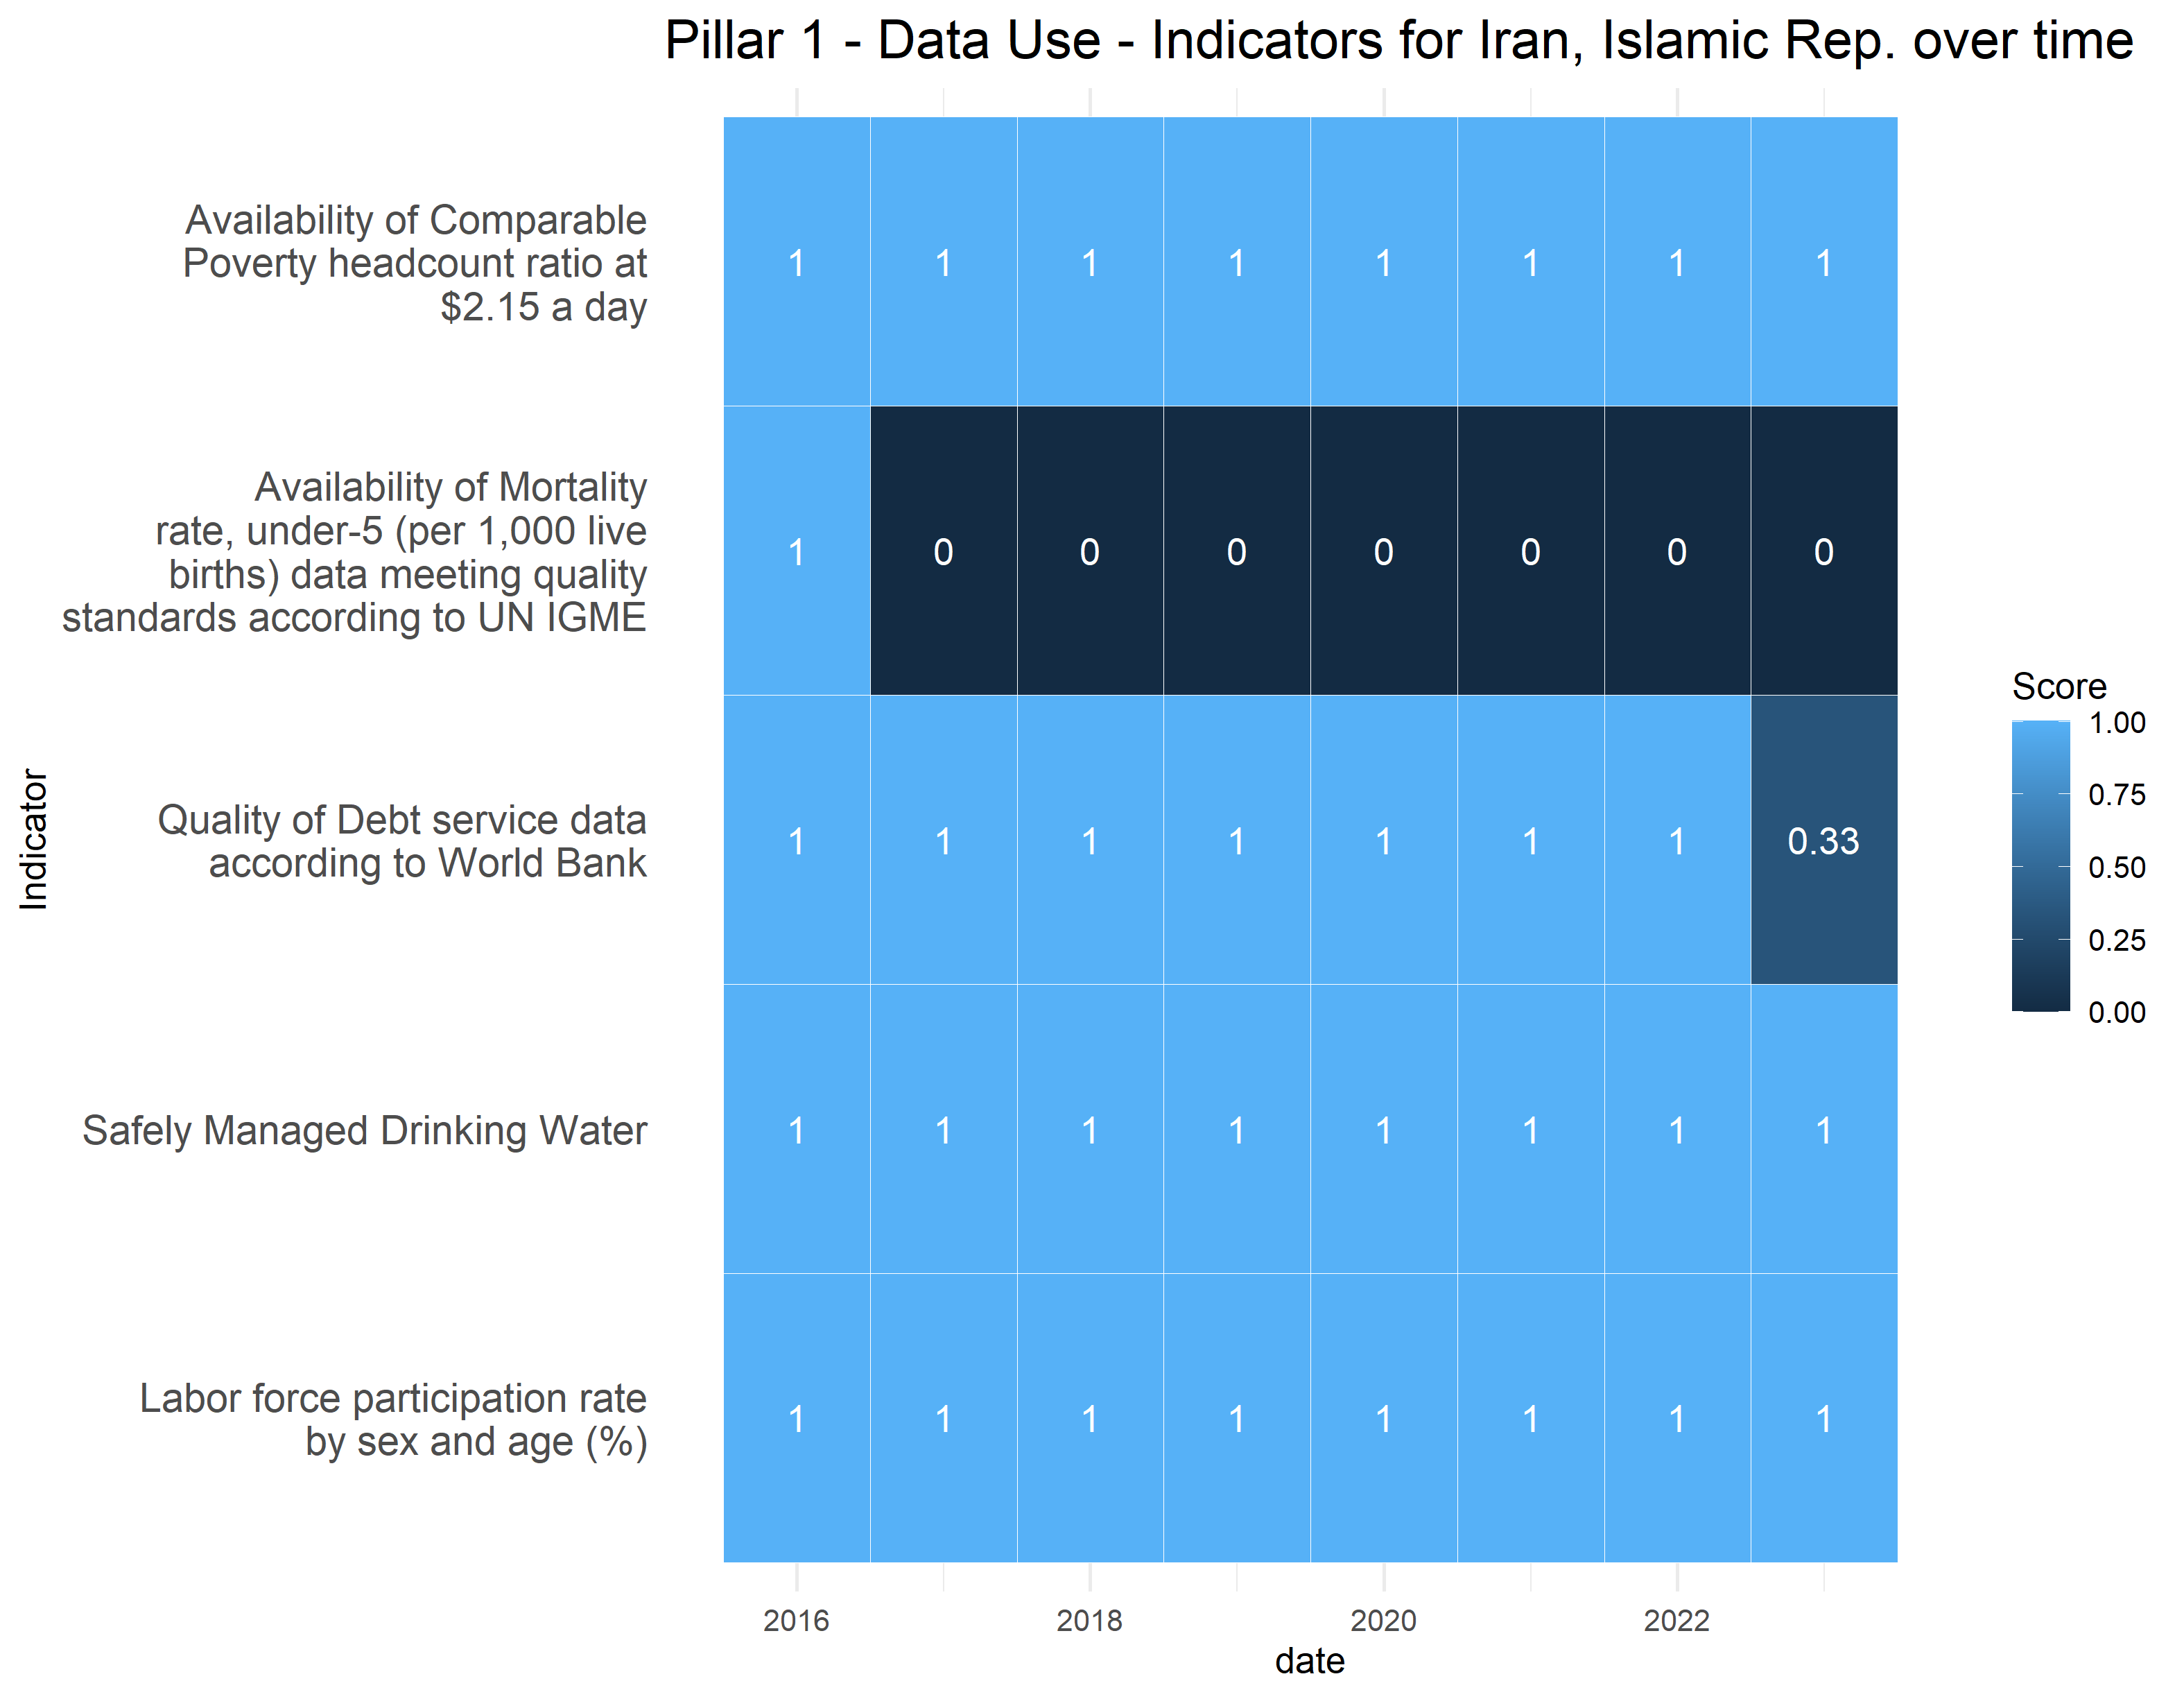 Pillar 1 - Data Use - Indicators for Iran, Islamic Rep. over time
Indicator
Availability of Comparable
Poverty headcount ratio at
$2.15 a day
1 1 1 1 1 1 1 1
Availability of Mortality
rate, under-5 (per 1,000 live
births) data meeting quality
standards according to UN IGME
1 0 0 0 0 0 0 0
Quality of Debt service data
according to World Bank
1 1 1 1 1 1 1 0.33
Safely Managed Drinking Water
1 1 1 1 1 1 1 1
Labor force participation rate
by sex and age (%)
1 1 1 1 1 1 1 1
2016 2018 2020 2022
date
Score
1.00
0.75
0.50
0.25
0.00